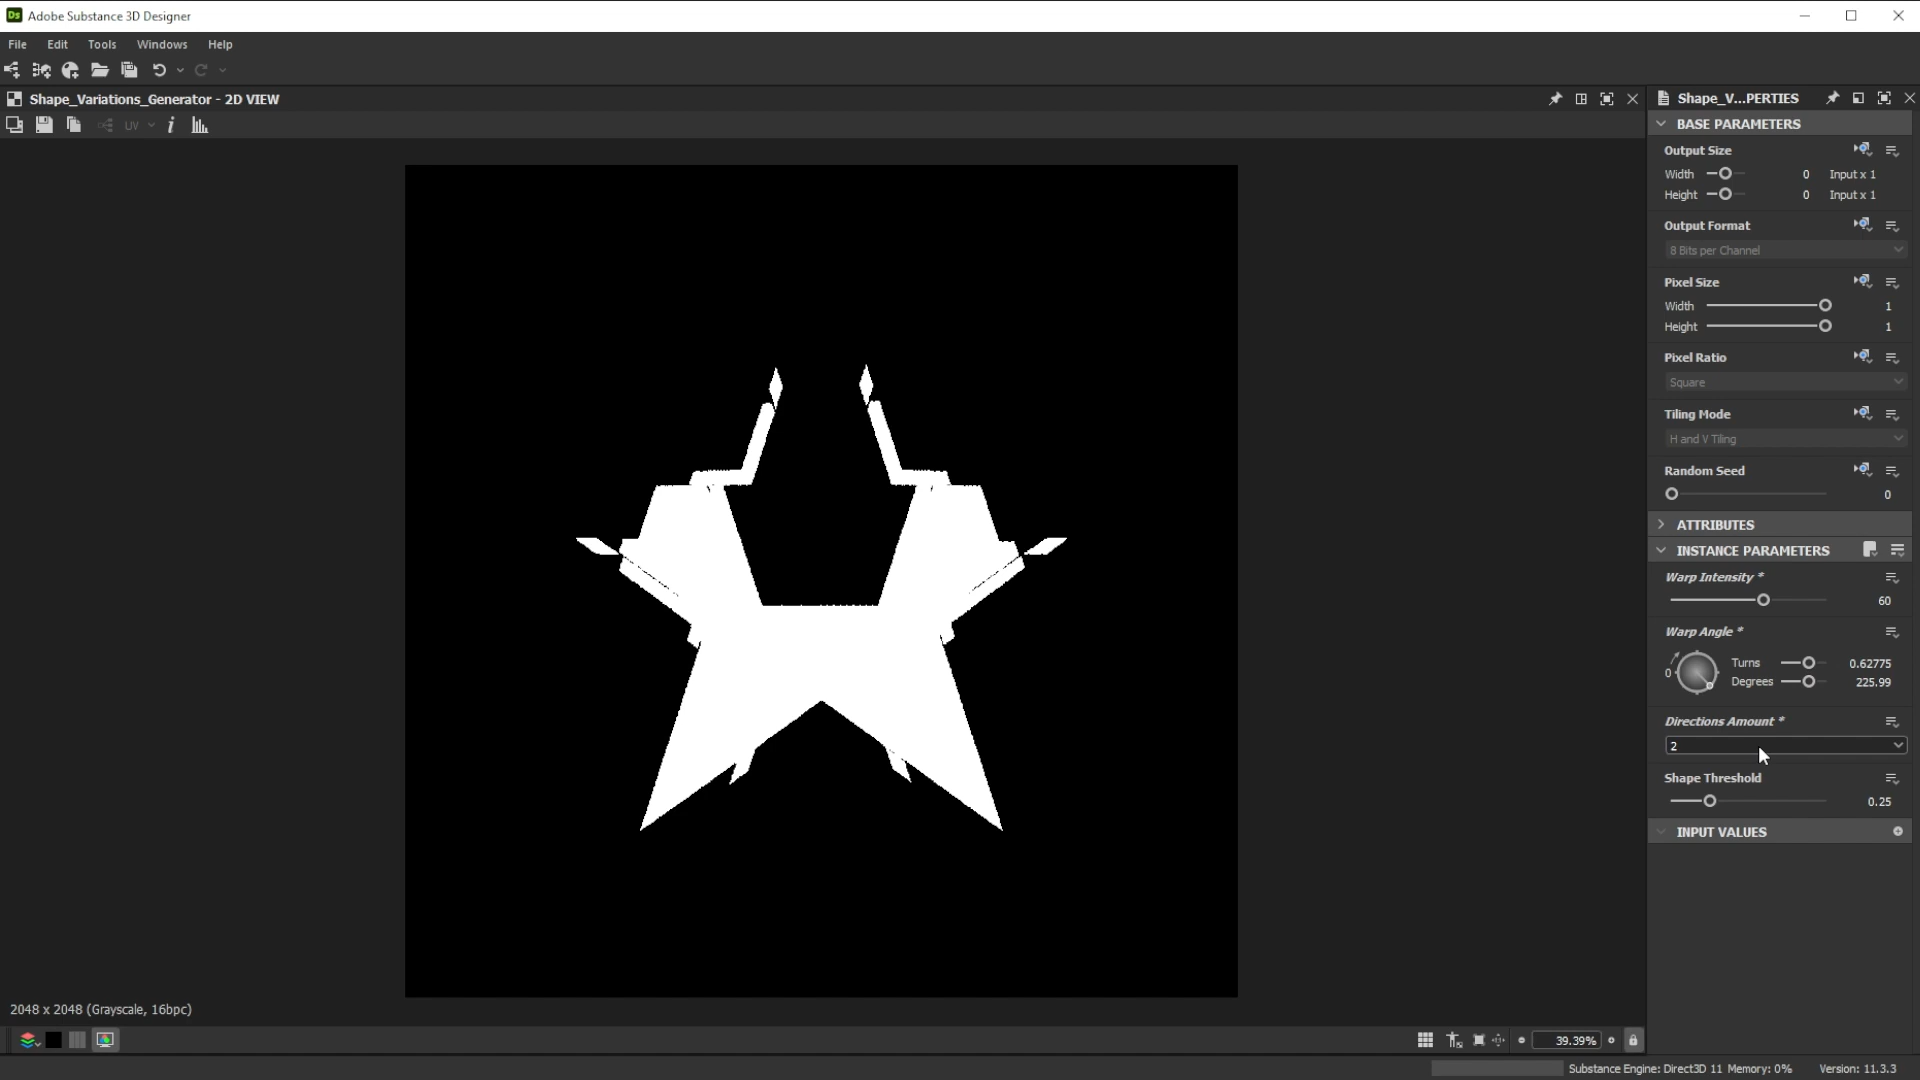 Ds Adobe Substance 3D Designer
File Edit Tools Windows Help
Shape_Variations_Generator - 2D VIEW
UV
Shape_V...PERTIES
BASE PARAMETERS
Output Size
Width 0 Input x 1
Height 0 Input x 1
Output Format
8 Bits per Channel
Pixel Size
Width 1
Height 1
Pixel Ratio
Square
Tiling Mode
H and V Tiling
Random Seed
0
ATTRIBUTES
INSTANCE PARAMETERS
Warp Intensity *
60
Warp Angle *
0 Turns 0.62775
Degrees 225.99
Directions Amount *
2
Shape Threshold
0.25
INPUT VALUES
2048 x 2048 (Grayscale, 16bpc)
39.39%
Substance Engine: Direct3D 11 Memory: 0% Version: 11.3.3